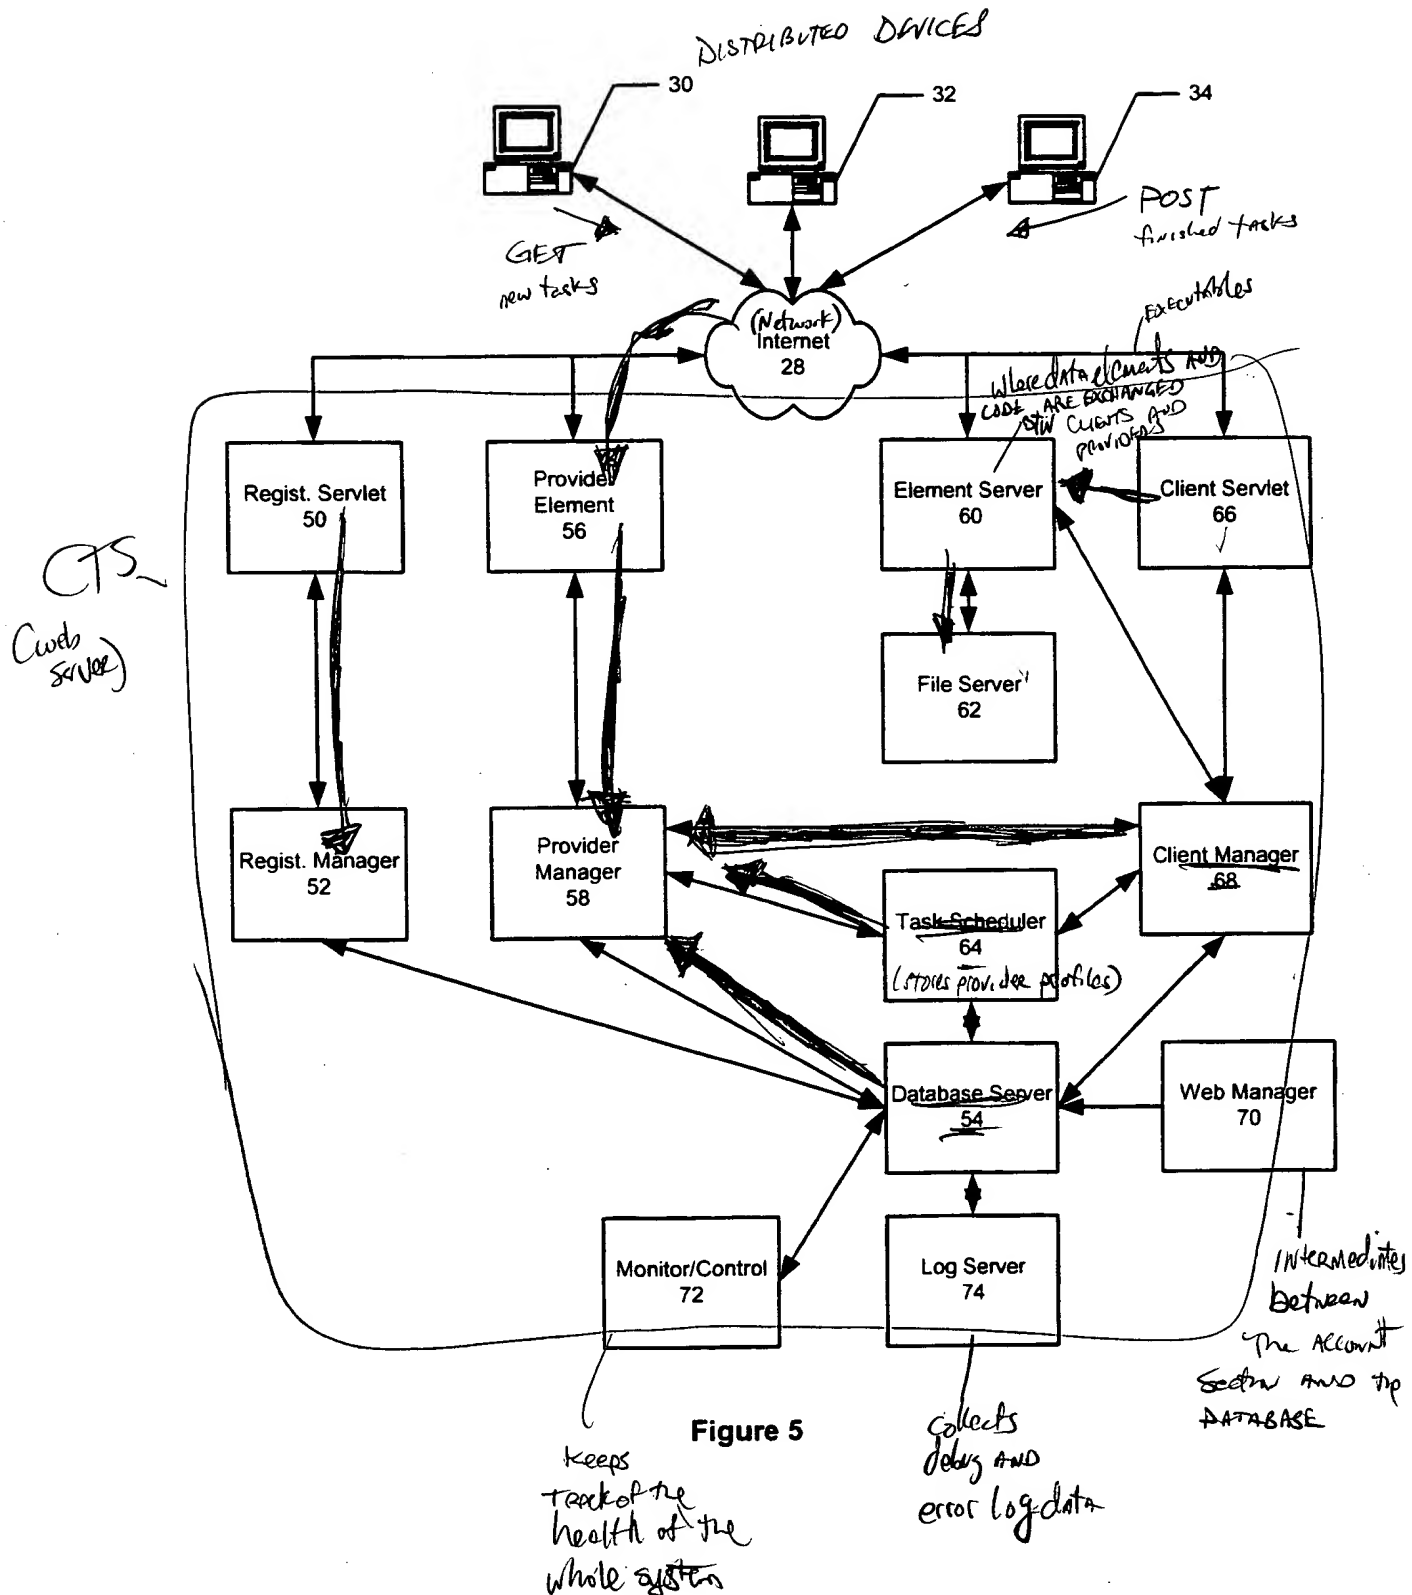 DISTRIBUTED DEVICES
30
32
34
GET
new tasks
POST
finished tasks
(Network)
Internet
28
EXECUTABLES
Where DATA elements AND
CODE ARE EXCHANGED
BTW CLIENTS AND
PROVIDERS
Regist. Servlet
50
Provider
Element
56
Element Server
60
Client Servlet
66
CTS
(web
server)
File Server
62
Regist. Manager
52
Provider
Manager
58
Client Manager
68
Task Scheduler
64
(stores provider profiles)
Database Server
54
Web Manager
70
Monitor/Control
72
Log Server
74
Intermediates
between
The Account
Section AND the
DATABASE
Figure 5
keeps
track of the
health of the
whole system
collects
debug AND
error log data